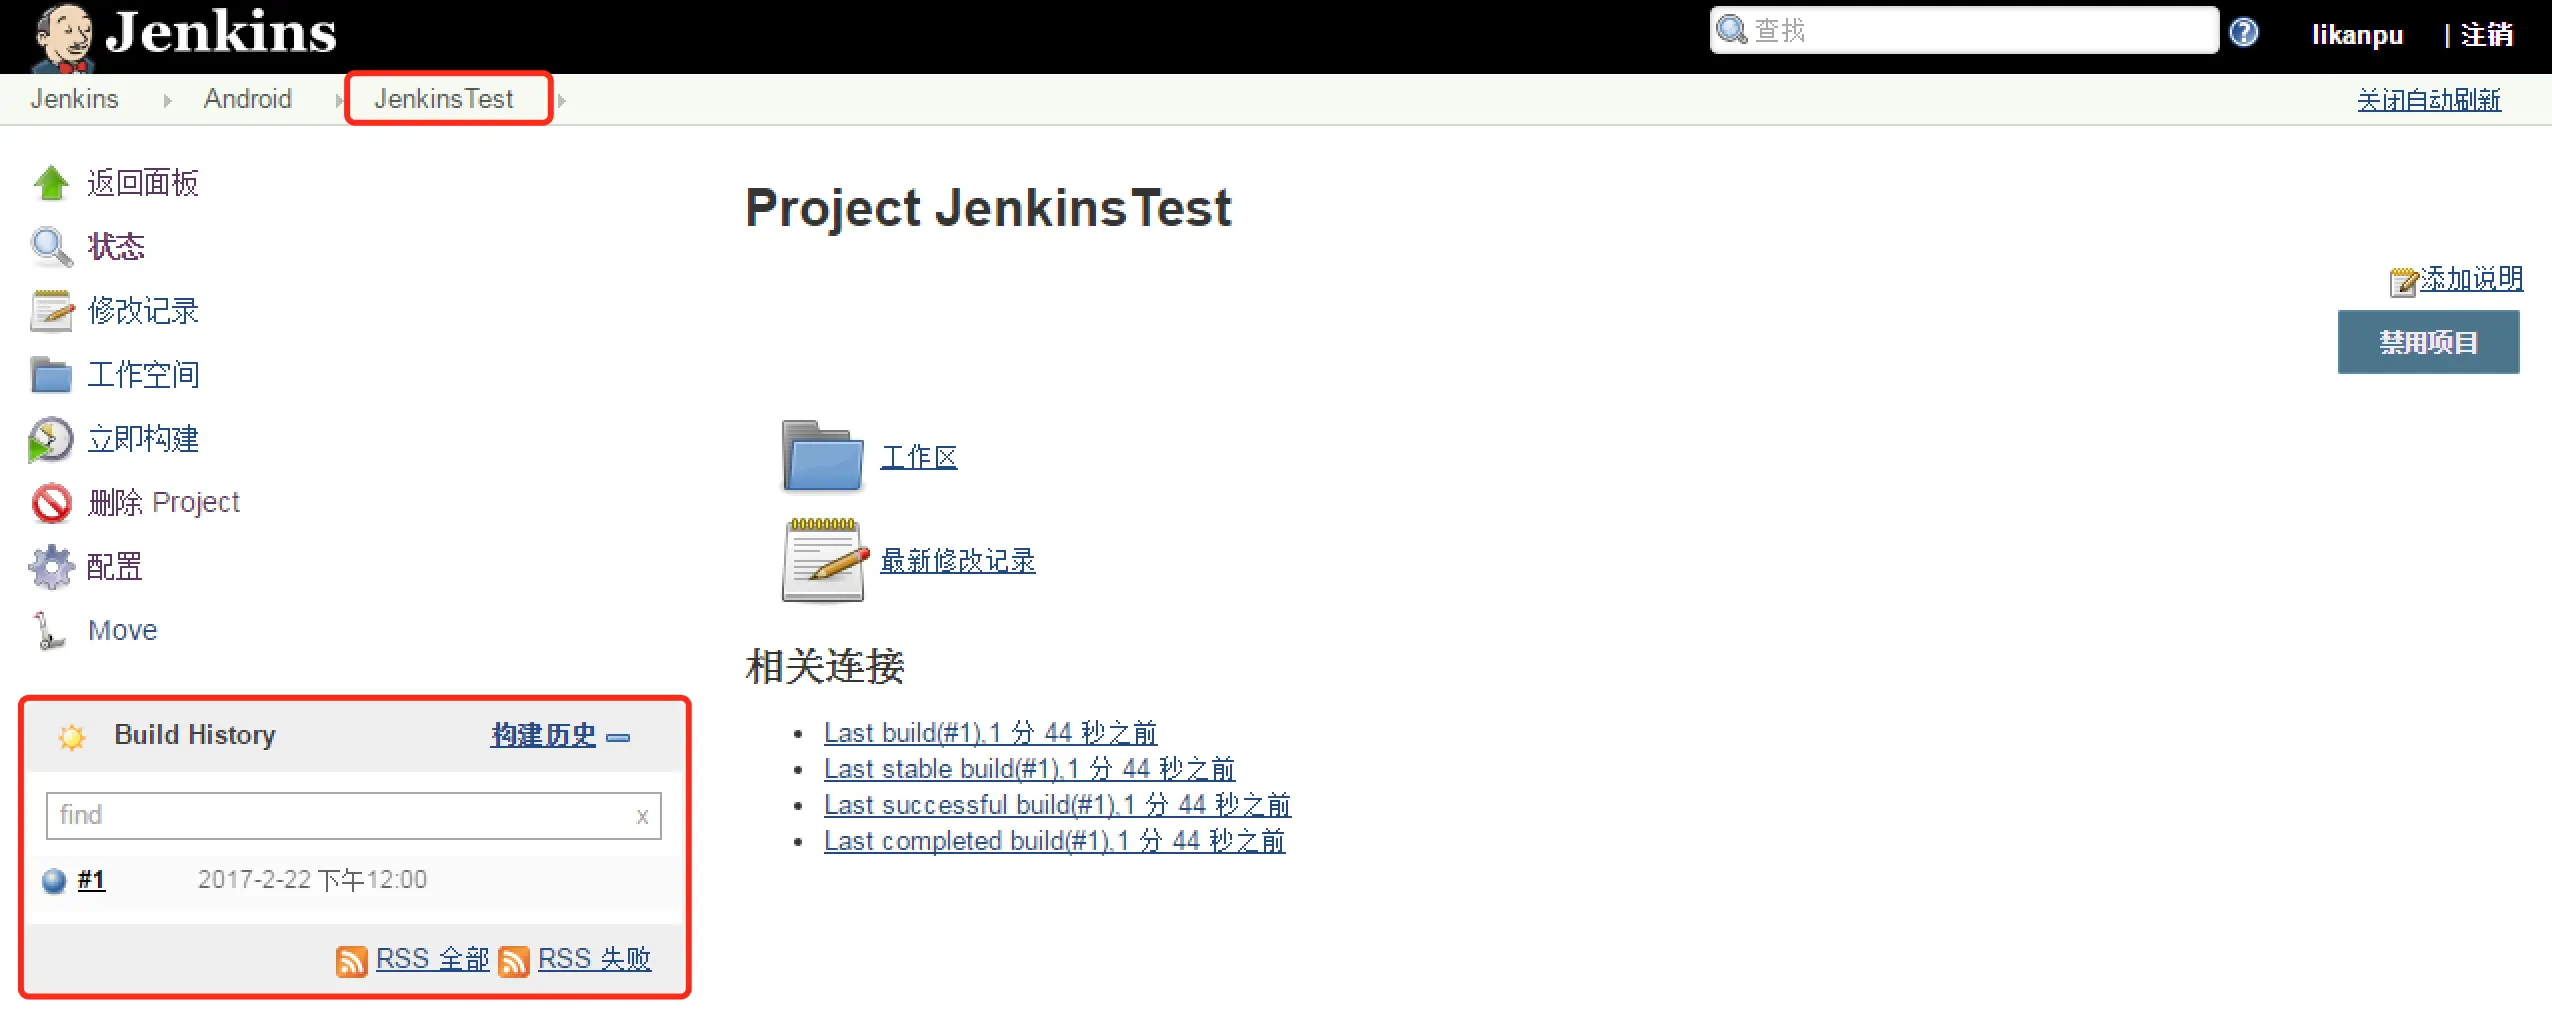 Jenkins
查找
likanpu | 注销
Jenkins Android JenkinsTest
关闭自动刷新
返回面板
状态
修改记录
工作空间
立即构建
删除 Project
配置
Move
Build History 构建历史
find x
#1 2017-2-22 下午12:00
RSS 全部 RSS 失败
Project JenkinsTest
添加说明
禁用项目
工作区
最新修改记录
相关连接
Last build(#1),1 分 44 秒之前
Last stable build(#1),1 分 44 秒之前
Last successful build(#1),1 分 44 秒之前
Last completed build(#1),1 分 44 秒之前